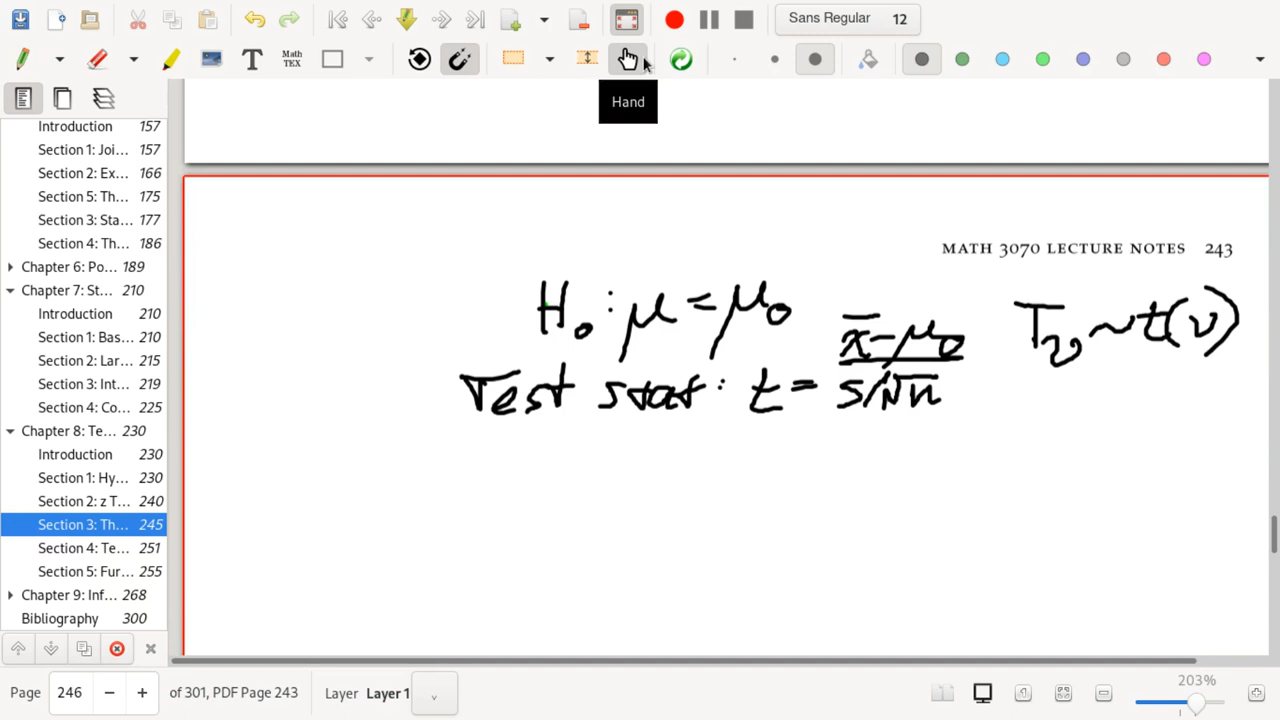 Sans Regular 12
Math
TEX
Hand
Introduction 157
Section 1: Joi... 157
Section 2: Ex... 166
Section 5: Th... 175
Section 3: Sta... 177
Section 4: Th... 186
Chapter 6: Po... 189
Chapter 7: St... 210
Introduction 210
Section 1: Bas... 210
Section 2: Lar... 215
Section 3: Int... 219
Section 4: Co... 225
Chapter 8: Te... 230
Introduction 230
Section 1: Hy... 230
Section 2: z T... 240
Section 3: Th... 245
Section 4: Te... 251
Section 5: Fur... 255
Chapter 9: Inf... 268
Bibliography 300
MATH 3070 LECTURE NOTES 243
H₀ : μ = μ₀
T_ν ~ t(ν)
Test stat: t = (x̄ − μ₀) / (s/√n)
Page 246 of 301, PDF Page 243 Layer Layer 1 203%